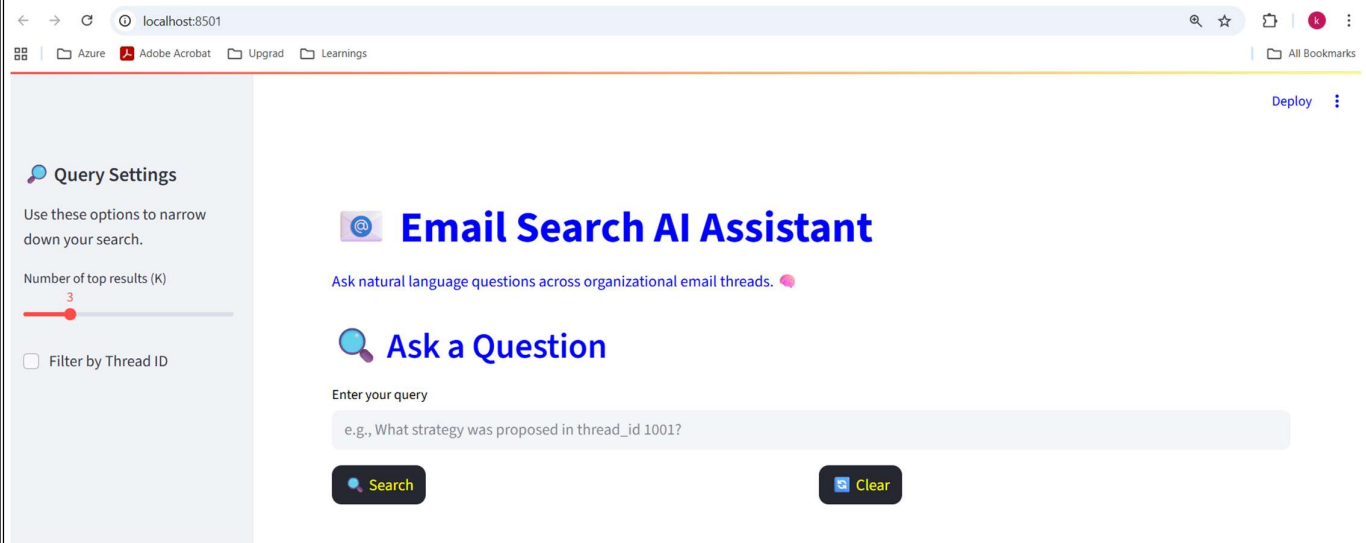 localhost:8501
k
Azure
Adobe Acrobat
Upgrad
Learnings
All Bookmarks
Deploy
Query Settings
Use these options to narrow
down your search.
Number of top results (K)
3
Filter by Thread ID
Email Search AI Assistant
Ask natural language questions across organizational email threads.
Ask a Question
Enter your query
e.g., What strategy was proposed in thread_id 1001?
Search
Clear